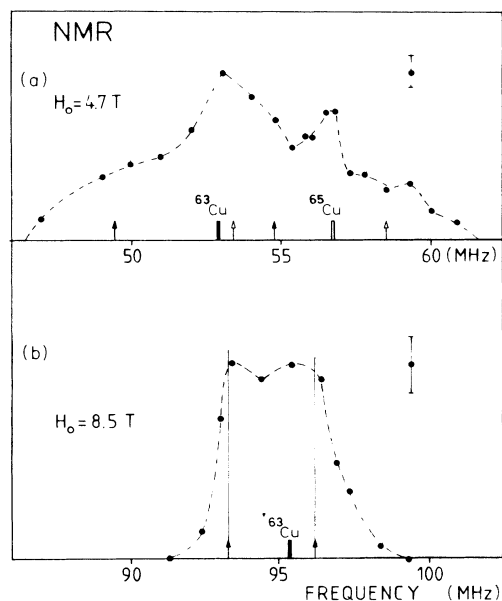 NMR
(a)
H₀=4.7 T
⁶³Cu
⁶⁵Cu
50
55
60 (MHz)
(b)
H₀=8.5 T
⁶³Cu
90
95
100
FREQUENCY (MHz)